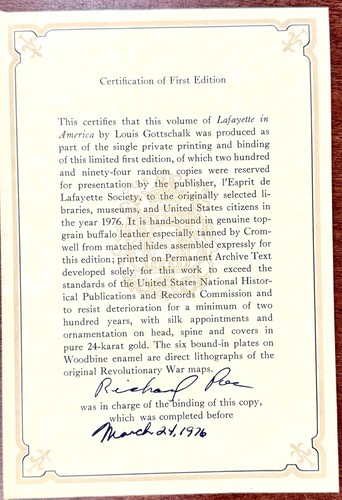 Certification of First Edition
This certifies that this volume of Lafayette in
America by Louis Gottschalk was produced as
part of the single private printing and binding
of this limited first edition, of which two hundred
and ninety-four random copies were reserved
for presentation by the publisher, l'Esprit de
Lafayette Society, to the originally selected li-
braries, museums, and United States citizens in
the year 1976. It is hand-bound in genuine top-
grain buffalo leather especially tanned by Crom-
well from matched hides assembled expressly for
this edition; printed on Permanent Archive Text
developed solely for this work to exceed the
standards of the United States National Histor-
ical Publications and Records Commission and
to resist deterioration for a minimum of two
hundred years, with silk appointments and
ornamentation on head, spine and covers in
pure 24-karat gold. The six bound-in plates on
Woodbine enamel are direct lithographs of the
original Revolutionary War maps.
Richard
was in charge of the binding of this copy,
which was completed before
March 24, 1976